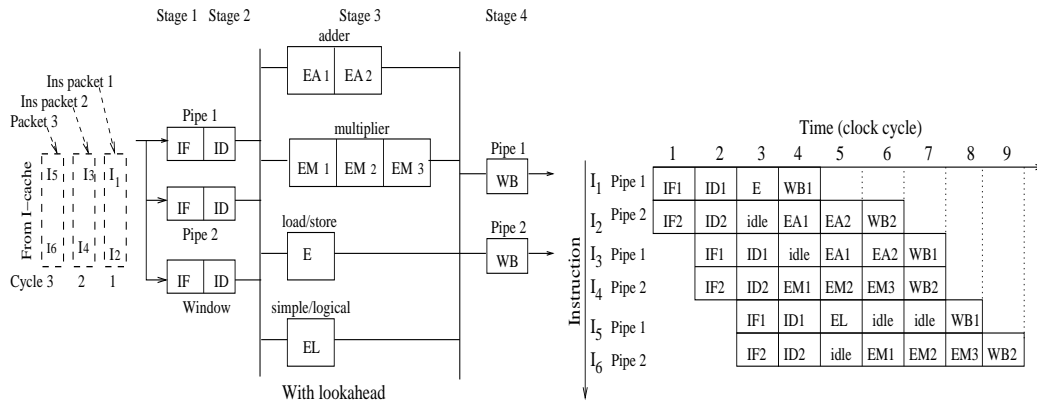 Stage 1 Stage 2 Stage 3 Stage 4
adder
EA 1 EA 2
Ins packet 1
Ins packet 2
Packet 3
Pipe 1
IF ID
multiplier
EM 1 EM 2 EM 3
Pipe 1
WB
From I-cache
I5 I3 I1
I6 I4 I2
Cycle 3 2 1
IF ID
Pipe 2
load/store
E
Pipe 2
WB
IF ID
Window
simple/logical
EL
With lookahead
Time (clock cycle)
1 2 3 4 5 6 7 8 9
Instruction
I1 Pipe 1 IF1 ID1 E WB1
I2 Pipe 2 IF2 ID2 idle EA1 EA2 WB2
I3 Pipe 1 IF1 ID1 idle EA1 EA2 WB1
I4 Pipe 2 IF2 ID2 EM1 EM2 EM3 WB2
I5 Pipe 1 IF1 ID1 EL idle idle WB1
I6 Pipe 2 IF2 ID2 idle EM1 EM2 EM3 WB2